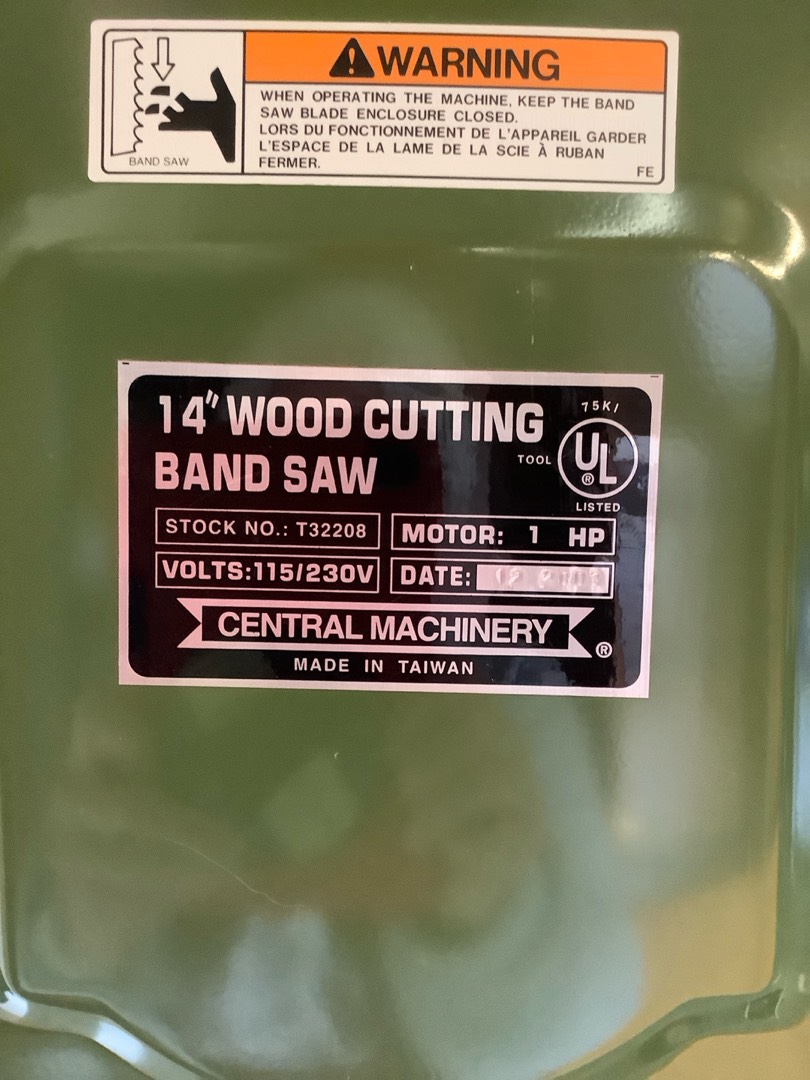 WARNING
WHEN OPERATING THE MACHINE, KEEP THE BAND
SAW BLADE ENCLOSURE CLOSED.
LORS DU FONCTIONNEMENT DE L'APPAREIL GARDER
L'ESPACE DE LA LAME DE LA SCIE À RUBAN
FERMER.
FE
BAND SAW
14" WOOD CUTTING
BAND SAW
75K/
TOOL
UL
®
LISTED
STOCK NO.: T32208
MOTOR: 1 HP
VOLTS:115/230V
DATE:
CENTRAL MACHINERY
®
MADE IN TAIWAN